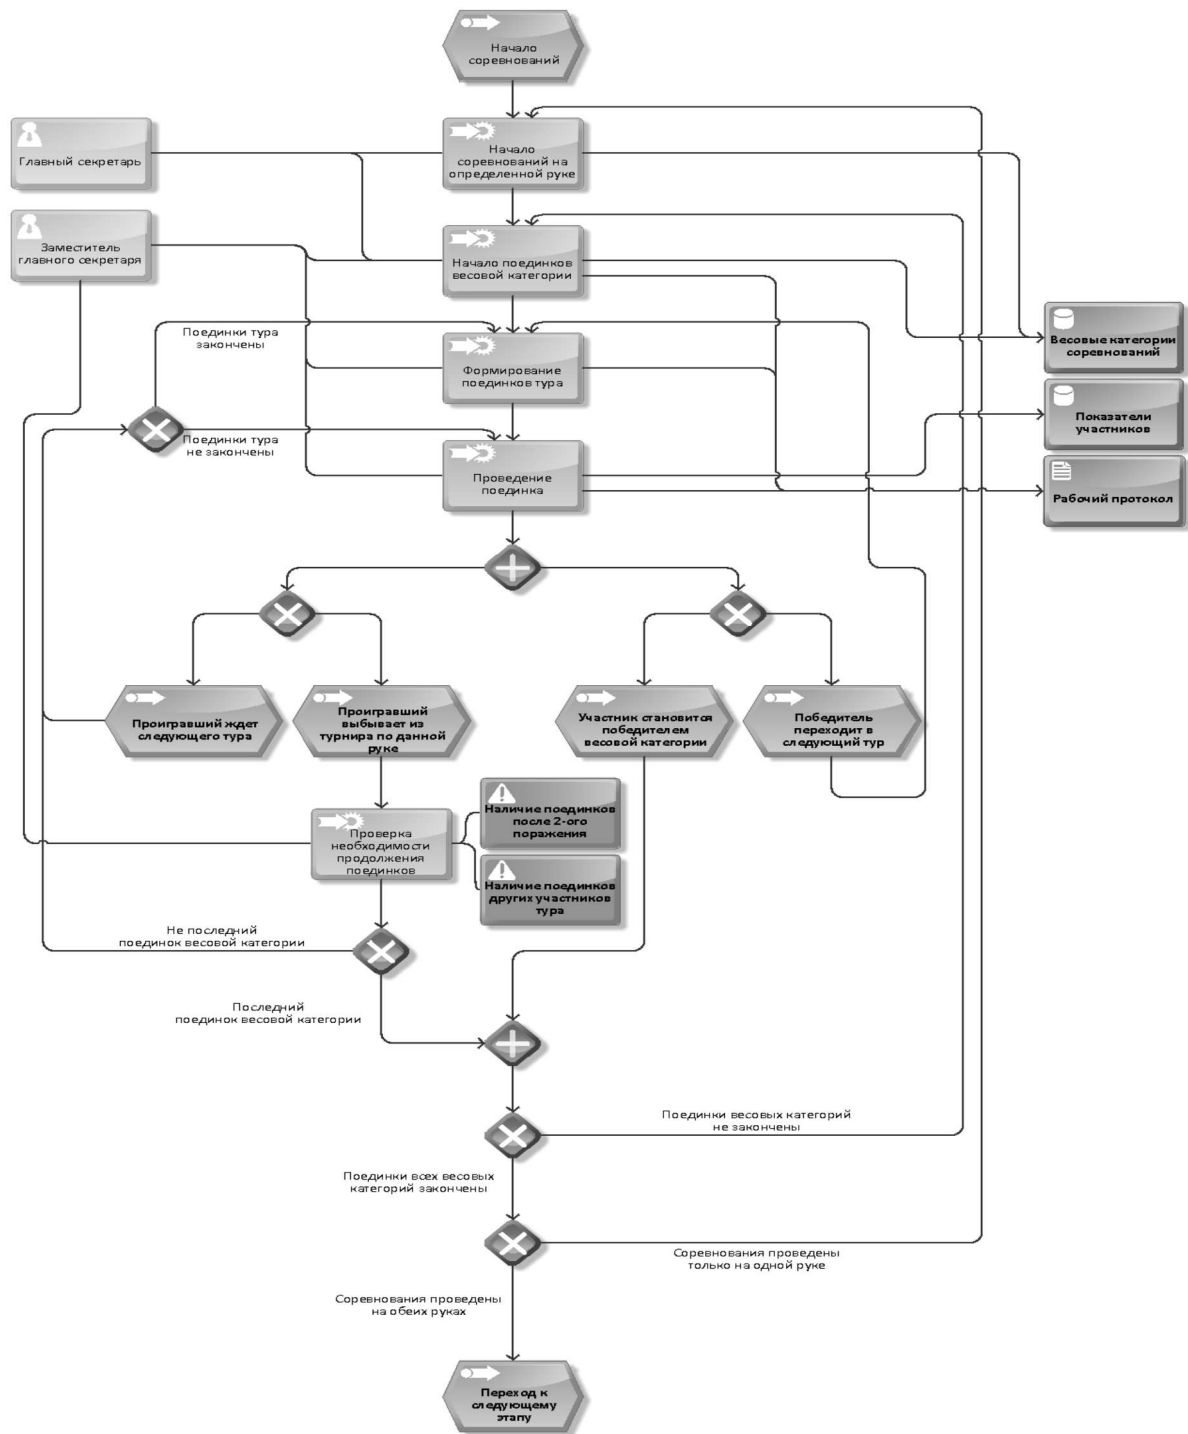 Начало
соревнований
Главный секретарь
Начало
соревнований на
определенной руке
Заместитель
главного секретаря
Начало поединков
весовой категории
Поединки тура
закончены
Формирование
поединков тура
Весовые категории
соревнований
Показатели
участников
Поединки тура
не закончены
Проведение
поединка
Рабочий протокол
Проигравший ждет
следующего тура
Проигравший
выбывает из
турнира по данной
руке
Участник становится
победителем
весовой категории
Победитель
переходит в
следующий тур
Наличие поединков
после 2-ого
поражения
Проверка
необходимости
продолжения
поединков
Наличие поединков
других участников
тура
Не последний
поединок весовой категории
Последний
поединок весовой категории
Поединки весовых категорий
не закончены
Поединки всех весовых
категорий закончены
Соревнования проведены
только на одной руке
Соревнования проведены
на обеих руках
Переход к
следующему
этапу